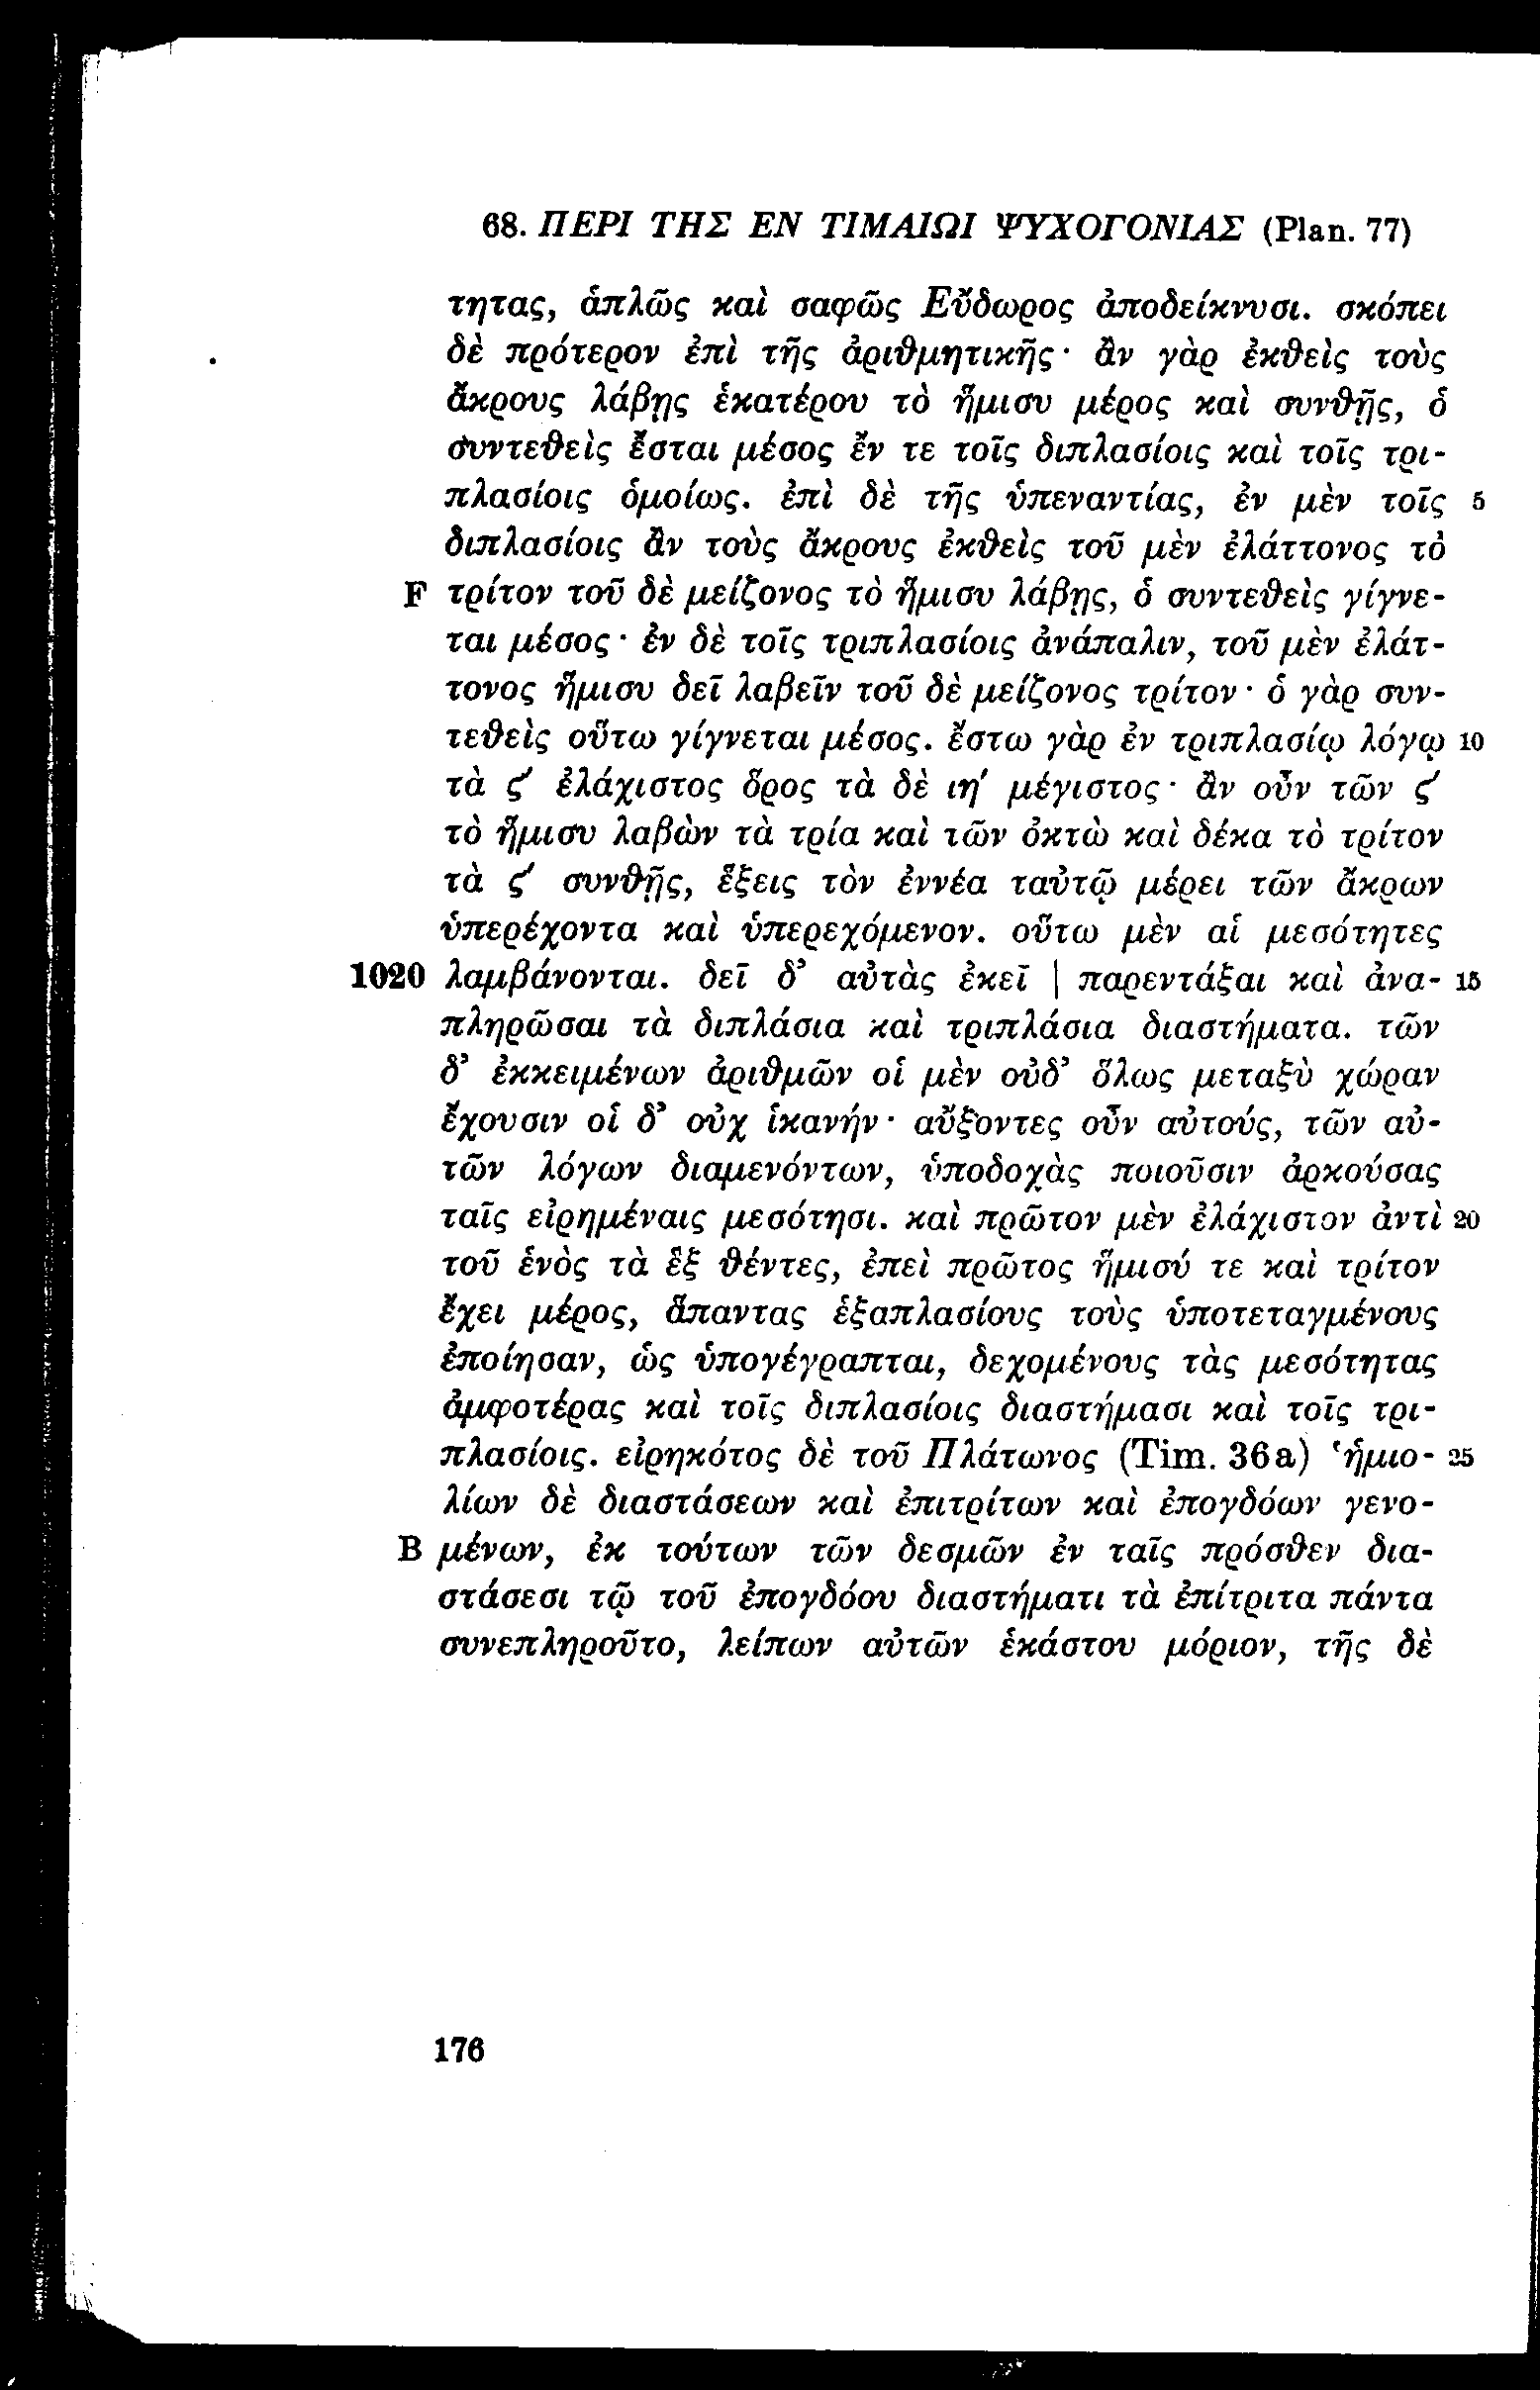 68. ΠΕΡΙ ΤΗΣ ΕΝ ΤΙΜΑΙΩΙ ΨΥΧΟΓΟΝΙΑΣ (Plan. 77)
τητας, ἁπλῶς καὶ σαφῶς Εὔδωρος ἀποδείκνυσι. σκόπει
δὲ πρότερον ἐπὶ τῆς ἀριθμητικῆς· ἂν γὰρ ἐκθεὶς τοὺς
ἄκρους λάβῃς ἑκατέρου τὸ ἥμισυ μέρος καὶ συνθῇς, ὁ
συντεθεὶς ἔσται μέσος ἔν τε τοῖς διπλασίοις καὶ τοῖς τρι-
πλασίοις ὁμοίως. ἐπὶ δὲ τῆς ὑπεναντίας, ἐν μὲν τοῖς 5
διπλασίοις ἂν τοὺς ἄκρους ἐκθεὶς τοῦ μὲν ἐλάττονος τὸ
F τρίτον τοῦ δὲ μείζονος τὸ ἥμισυ λάβῃς, ὁ συντεθεὶς γίγνε-
ται μέσος· ἐν δὲ τοῖς τριπλασίοις ἀνάπαλιν, τοῦ μὲν ἐλάτ-
τονος ἥμισυ δεῖ λαβεῖν τοῦ δὲ μείζονος τρίτον· ὁ γὰρ συν-
τεθεὶς οὕτω γίγνεται μέσος. ἔστω γὰρ ἐν τριπλασίῳ λόγῳ 10
τὰ ϛʹ ἐλάχιστος ὅρος τὰ δὲ ιηʹ μέγιστος· ἂν οὖν τῶν ϛʹ
τὸ ἥμισυ λαβὼν τὰ τρία καὶ τῶν ὀκτὼ καὶ δέκα τὸ τρίτον
τὰ ϛʹ συνθῇς, ἕξεις τὸν ἐννέα ταὐτῷ μέρει τῶν ἄκρων
ὑπερέχοντα καὶ ὑπερεχόμενον. οὕτω μὲν αἱ μεσότητες
1020 λαμβάνονται. δεῖ δ’ αὐτὰς ἐκεῖ | παρεντάξαι καὶ ἀνα- 15
πληρῶσαι τὰ διπλάσια καὶ τριπλάσια διαστήματα. τῶν
δ’ ἐκκειμένων ἀριθμῶν οἱ μὲν οὐδ’ ὅλως μεταξὺ χώραν
ἔχουσιν οἱ δ’ οὐχ ἱκανήν· αὔξοντες οὖν αὐτούς, τῶν αὐ-
τῶν λόγων διαμενόντων, ὑποδοχὰς ποιοῦσιν ἀρκούσας
ταῖς εἰρημέναις μεσότησι. καὶ πρῶτον μὲν ἐλάχιστον ἀντὶ 20
τοῦ ἑνὸς τὰ ἓξ θέντες, ἐπεὶ πρῶτος ἥμισύ τε καὶ τρίτον
ἔχει μέρος, ἅπαντας ἑξαπλασίους τοὺς ὑποτεταγμένους
ἐποίησαν, ὡς ὑπογέγραπται, δεχομένους τὰς μεσότητας
ἀμφοτέρας καὶ τοῖς διπλασίοις διαστήμασι καὶ τοῖς τρι-
πλασίοις. εἰρηκότος δὲ τοῦ Πλάτωνος (Tim. 36a) ‘ἡμιο- 25
λίων δὲ διαστάσεων καὶ ἐπιτρίτων καὶ ἐπογδόων γενο-
B μένων, ἐκ τούτων τῶν δεσμῶν ἐν ταῖς πρόσθεν δια-
στάσεσι τῷ τοῦ ἐπογδόου διαστήματι τὰ ἐπίτριτα πάντα
συνεπληροῦτο, λείπων αὐτῶν ἑκάστου μόριον, τῆς δὲ
176